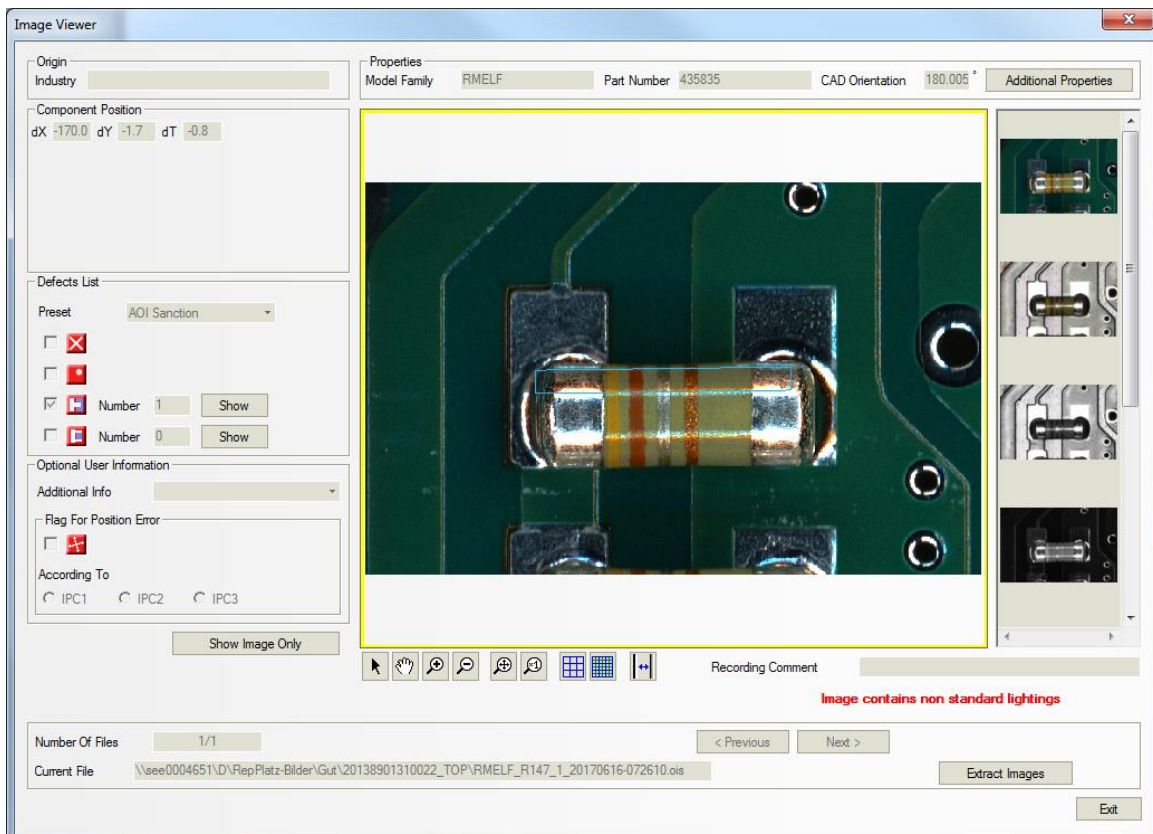 Image Viewer
Origin
Industry
Properties
Model Family RMELF Part Number 435835 CAD Orientation 180.005 ° Additional Properties
Component Position
dX -170.0 dY -1.7 dT -0.8
Defects List
Preset AOI Sanction
Number 1 Show
Number 0 Show
Optional User Information
Additional Info
Flag For Position Error
According To
IPC1 IPC2 IPC3
Show Image Only
Recording Comment
Image contains non standard lightings
Number Of Files 1/1 < Previous Next >
Current File \\see0004651\D\RepPlatz-Bilder\Gut\20138901310022_TOP\RMELF_R147_1_20170616-072610.ois Extract Images
Exit